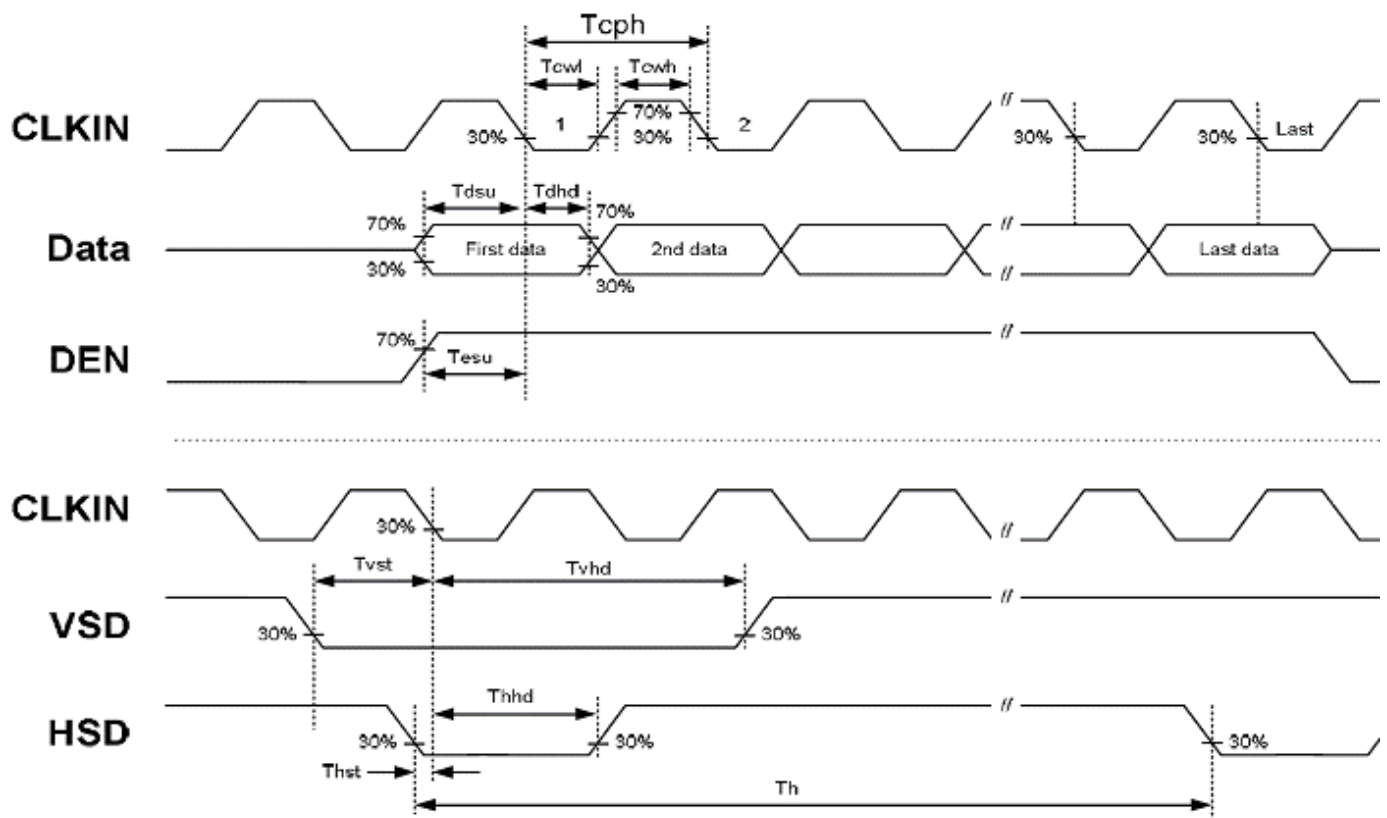 Tcph
Tcwl Tcwh
CLKIN 30% 1 70% 30% 2 30% 30% Last
Tdsu Tdhd
70% 70%
Data First data 2nd data Last data
30% 30%
70%
DEN Tesu
CLKIN 30%
Tvst Tvhd
VSD 30% 30%
Thhd
HSD 30% 30% 30%
Thst
Th